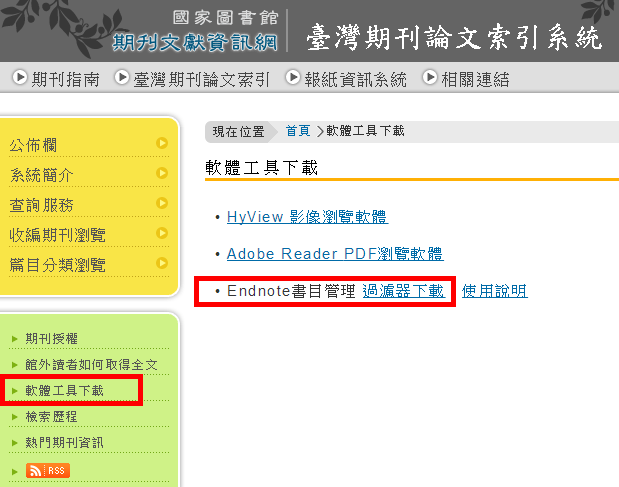 國家圖書館
期刊文獻資訊網
臺灣期刊論文索引系統
期刊指南 臺灣期刊論文索引 報紙資訊系統 相關連結
公佈欄
系統簡介
查詢服務
收編期刊瀏覽
篇目分類瀏覽
期刊授權
館外讀者如何取得全文
軟體工具下載
檢索歷程
熱門期刊資訊
RSS
現在位置 首頁 >軟體工具下載
軟體工具下載
• HyView 影像瀏覽軟體
• Adobe Reader PDF瀏覽軟體
• Endnote書目管理 過濾器下載 使用說明